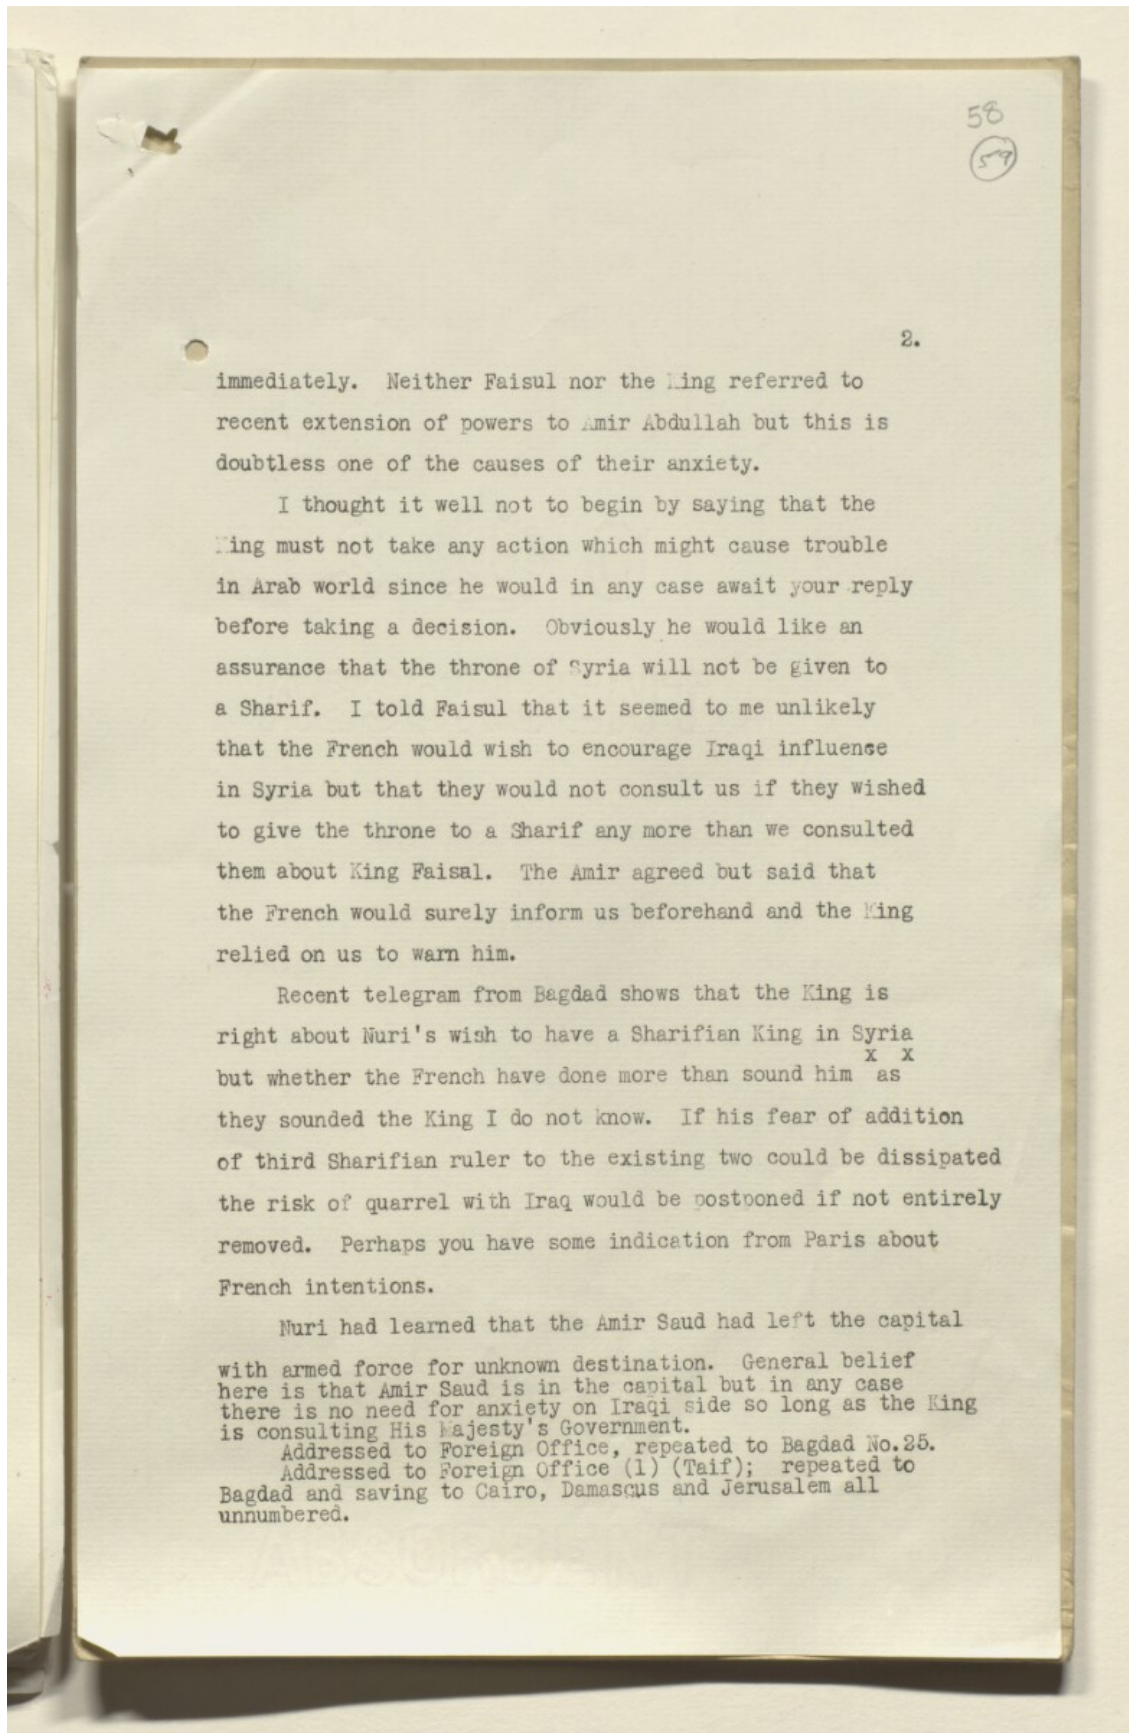 58
59
2.
immediately. Neither Faisul nor the King referred to
recent extension of powers to Amir Abdullah but this is
doubtless one of the causes of their anxiety.
I thought it well not to begin by saying that the
King must not take any action which might cause trouble
in Arab world since he would in any case await your reply
before taking a decision. Obviously he would like an
assurance that the throne of Syria will not be given to
a Sharif. I told Faisul that it seemed to me unlikely
that the French would wish to encourage Iraqi influence
in Syria but that they would not consult us if they wished
to give the throne to a Sharif any more than we consulted
them about King Faisal. The Amir agreed but said that
the French would surely inform us beforehand and the King
relied on us to warn him.
Recent telegram from Bagdad shows that the King is
right about Nuri's wish to have a Sharifian King in Syria
x x
but whether the French have done more than sound him as
they sounded the King I do not know. If his fear of addition
of third Sharifian ruler to the existing two could be dissipated
the risk of quarrel with Iraq would be postponed if not entirely
removed. Perhaps you have some indication from Paris about
French intentions.
Nuri had learned that the Amir Saud had left the capital
with armed force for unknown destination. General belief
here is that Amir Saud is in the capital but in any case
there is no need for anxiety on Iraqi side so long as the King
is consulting His Majesty's Government.
Addressed to Foreign Office, repeated to Bagdad No.25.
Addressed to Foreign Office (1) (Taif); repeated to
Bagdad and saving to Cairo, Damascus and Jerusalem all
unnumbered.